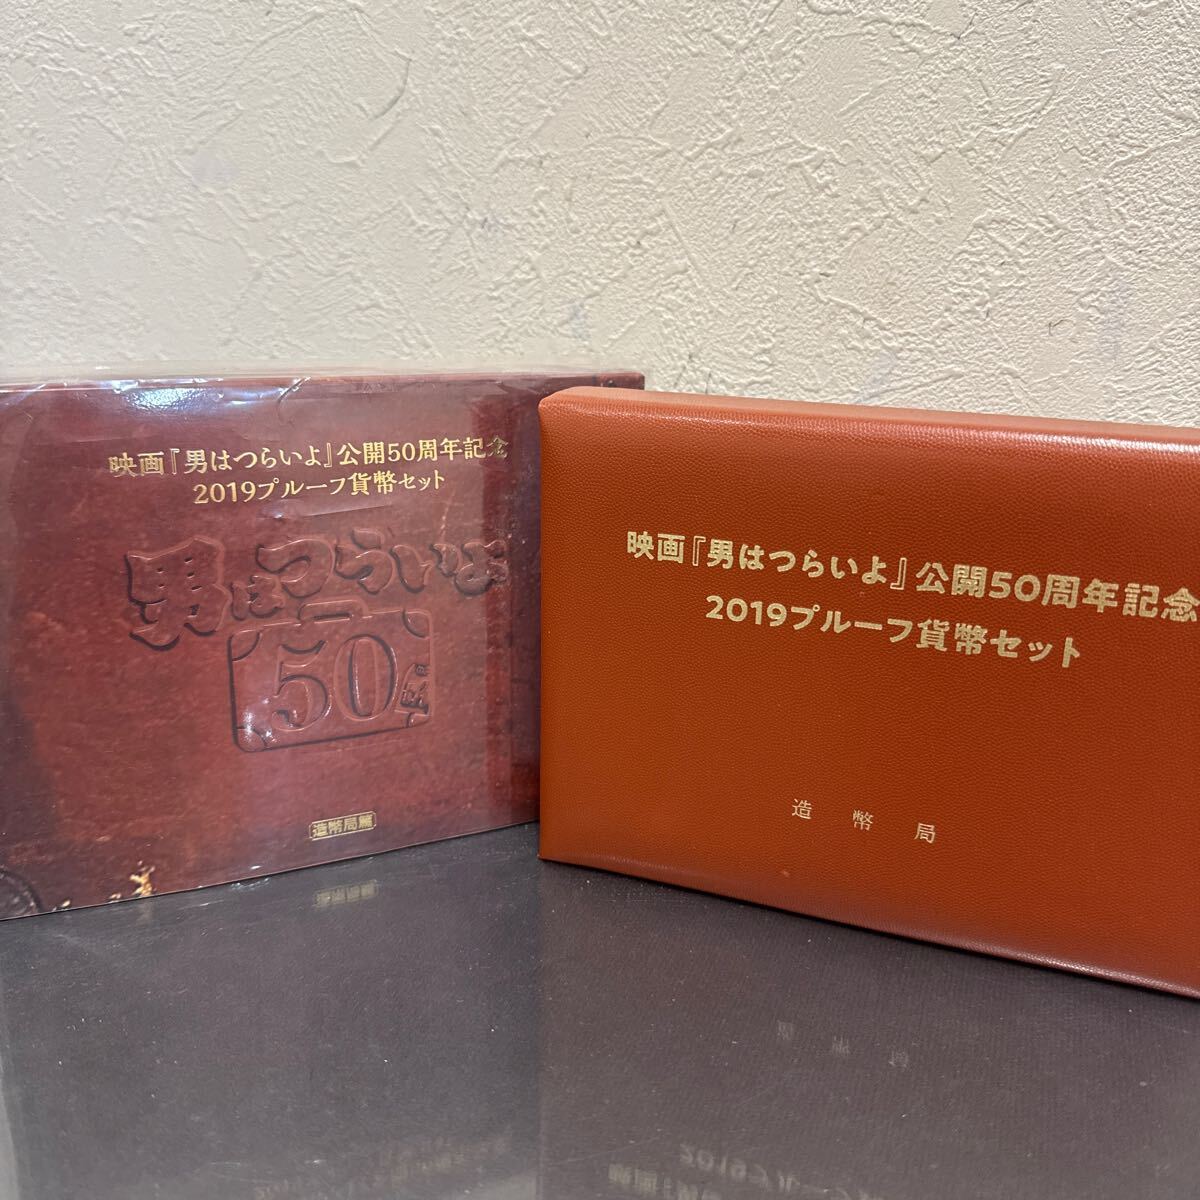 映画『男はつらいよ』公開50周年記念
2019プルーフ貨幣セット
男はつらいよ
50
造幣局製
映画『男はつらいよ』公開50周年記念
2019プルーフ貨幣セット
造幣局